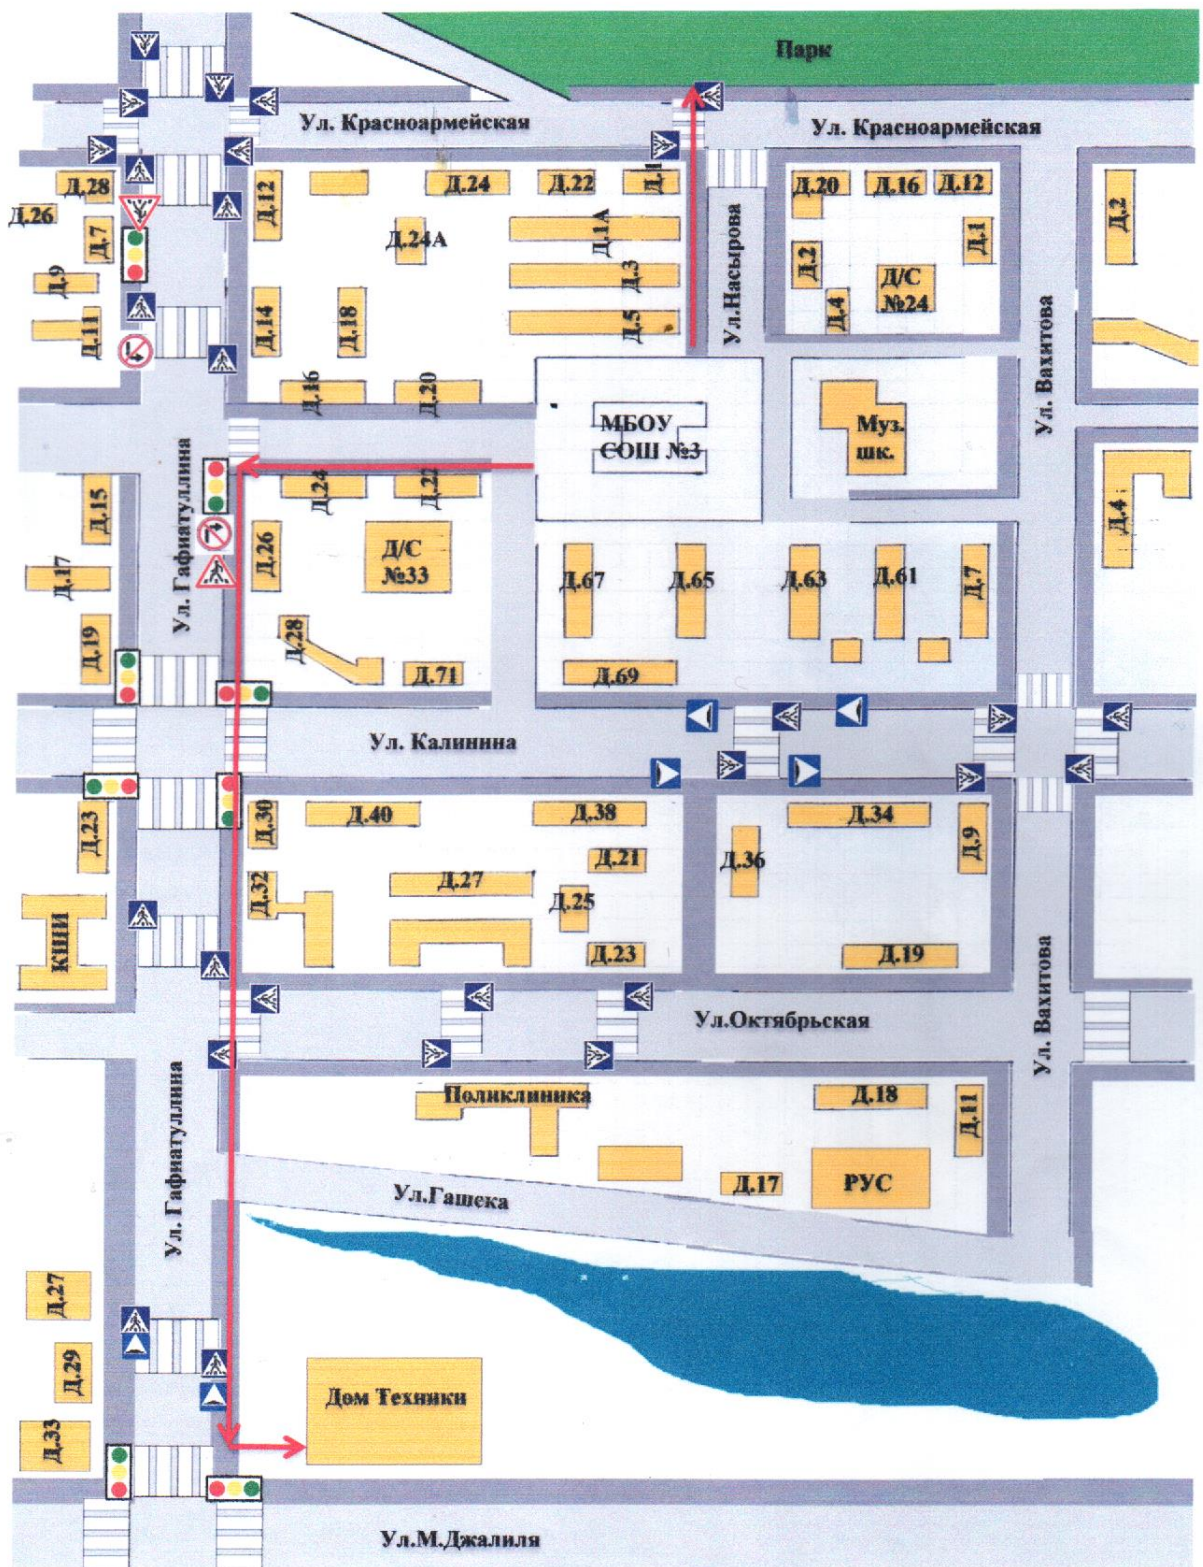 Парк
Ул. Красноармейская
Ул. Красноармейская
Д.28
Д.12
Д.24
Д.22
Д.1
Д.20
Д.16
Д.12
Д.2
Д.26
Д.7
Д.24А
Д.1А
Ул.Насырова
Д.2
Д.1
Д.9
Д.3
Д/С
№24
Д.11
Д.14
Д.18
Д.5
Д.4
Ул. Вахитова
Д.16
Д.20
МБОУ
СОШ №3
Муз.
шк.
Ул. Гафиатуллина
Д.15
Д.24
Д.22
Д.4
Д.17
Д.26
Д/С
№33
Д.67
Д.65
Д.63
Д.61
Д.7
Д.19
Д.28
Д.71
Д.69
Ул. Калинина
Д.23
Д.30
Д.40
Д.38
Д.34
Д.9
Д.21
Д.36
Д.32
Д.27
Д.25
КШИ
Д.23
Д.19
Ул.Октябрьская
Ул. Вахитова
Поликлиника
Д.18
Д.11
Ул. Гафиатуллина
Ул.Гашека
Д.17
РУС
Д.27
Д.29
Дом Техники
Д.33
Ул.М.Джалиля